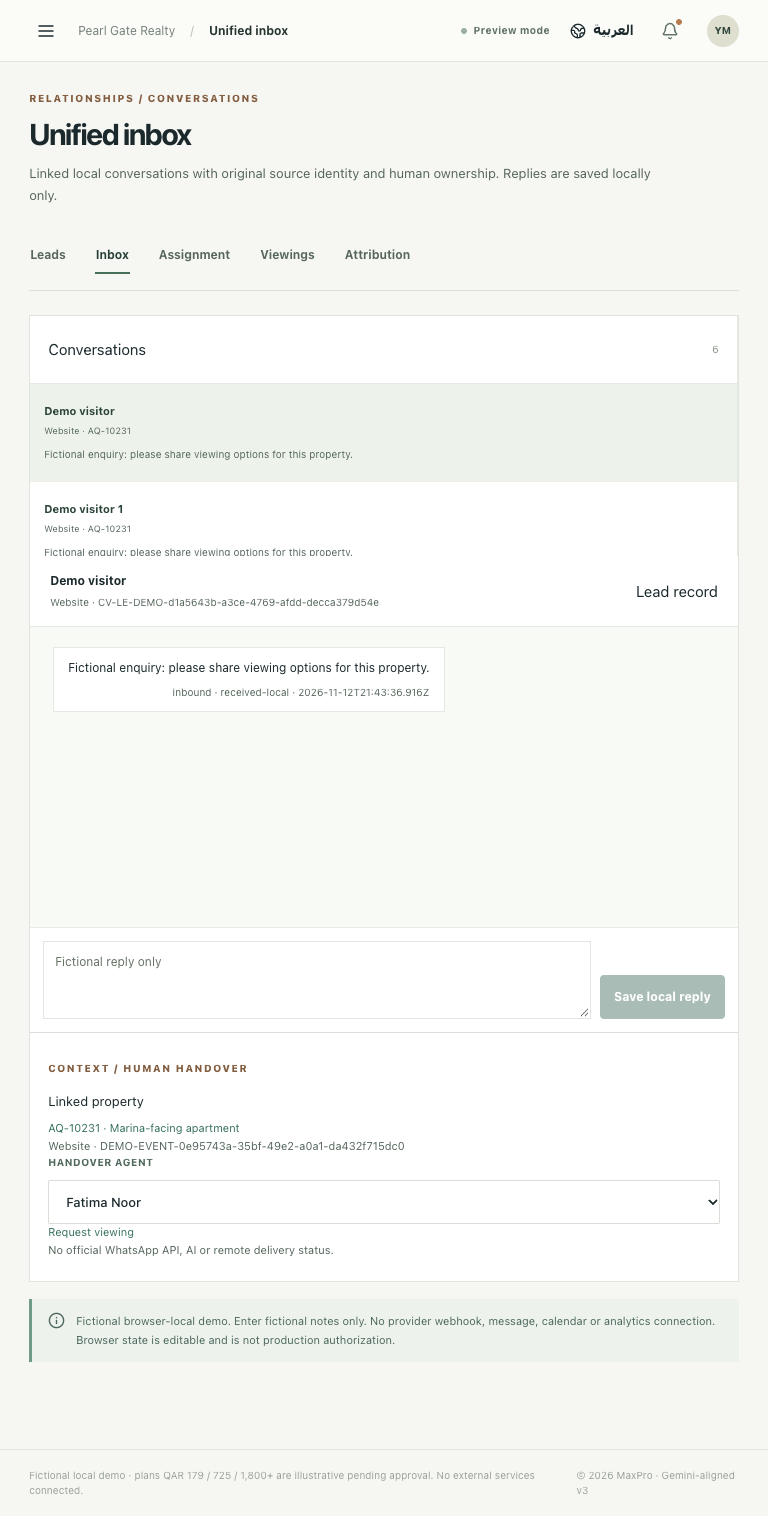 Pearl Gate Realty / Unified inbox
Preview mode
العربية
YM
RELATIONSHIPS / CONVERSATIONS
Unified inbox
Linked local conversations with original source identity and human ownership. Replies are saved locally
only.
Leads Inbox Assignment Viewings Attribution
Conversations 6
Demo visitor
Website · AQ-10231
Fictional enquiry: please share viewing options for this property.
Demo visitor 1
Website · AQ-10231
Fictional enquiry: please share viewing options for this property.
Demo visitor
Website · CV-LE-DEMO-d1a5643b-a3ce-4769-afdd-decca379d54e
Lead record
Fictional enquiry: please share viewing options for this property.
inbound · received-local · 2026-11-12T21:43:36.916Z
Fictional reply only
Save local reply
CONTEXT / HUMAN HANDOVER
Linked property
AQ-10231 · Marina-facing apartment
Website · DEMO-EVENT-0e95743a-35bf-49e2-a0a1-da432f715dc0
HANDOVER AGENT
Fatima Noor
Request viewing
No official WhatsApp API, AI or remote delivery status.
Fictional browser-local demo. Enter fictional notes only. No provider webhook, message, calendar or analytics connection.
Browser state is editable and is not production authorization.
Fictional local demo · plans QAR 179 / 725 / 1,800+ are illustrative pending approval. No external services
connected.
© 2026 MaxPro · Gemini-aligned
v3